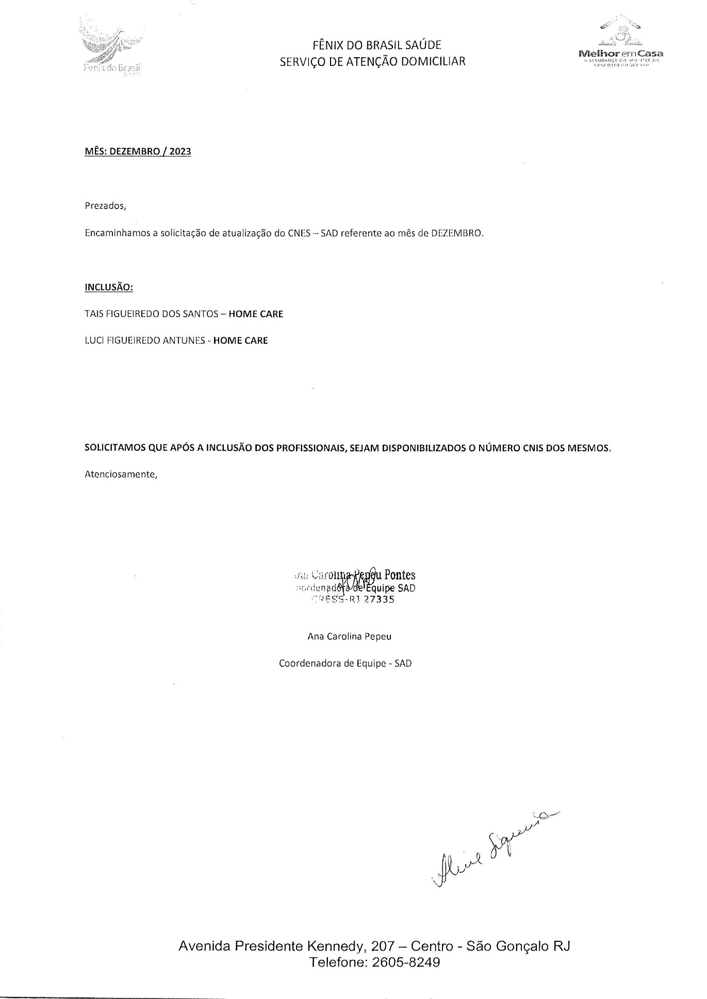 Fênix do Brasil
FÊNIX DO BRASIL SAÚDE
SERVIÇO DE ATENÇÃO DOMICILIAR
Melhor em Casa
A SEGURANÇA DO HOSPITAL NO
CONFORTO DO SEU LAR
MÊS: DEZEMBRO / 2023
Prezados,
Encaminhamos a solicitação de atualização do CNES – SAD referente ao mês de DEZEMBRO.
INCLUSÃO:
TAIS FIGUEIREDO DOS SANTOS – HOME CARE
LUCI FIGUEIREDO ANTUNES - HOME CARE
SOLICITAMOS QUE APÓS A INCLUSÃO DOS PROFISSIONAIS, SEJAM DISPONIBILIZADOS O NÚMERO CNIS DOS MESMOS.
Atenciosamente,
Ana Carolina Pepeu Pontes
Coordenadora de Equipe SAD
CRESS-RJ 27335
Ana Carolina Pepeu
Coordenadora de Equipe - SAD
Aline Siqueira
Avenida Presidente Kennedy, 207 – Centro - São Gonçalo RJ
Telefone: 2605-8249